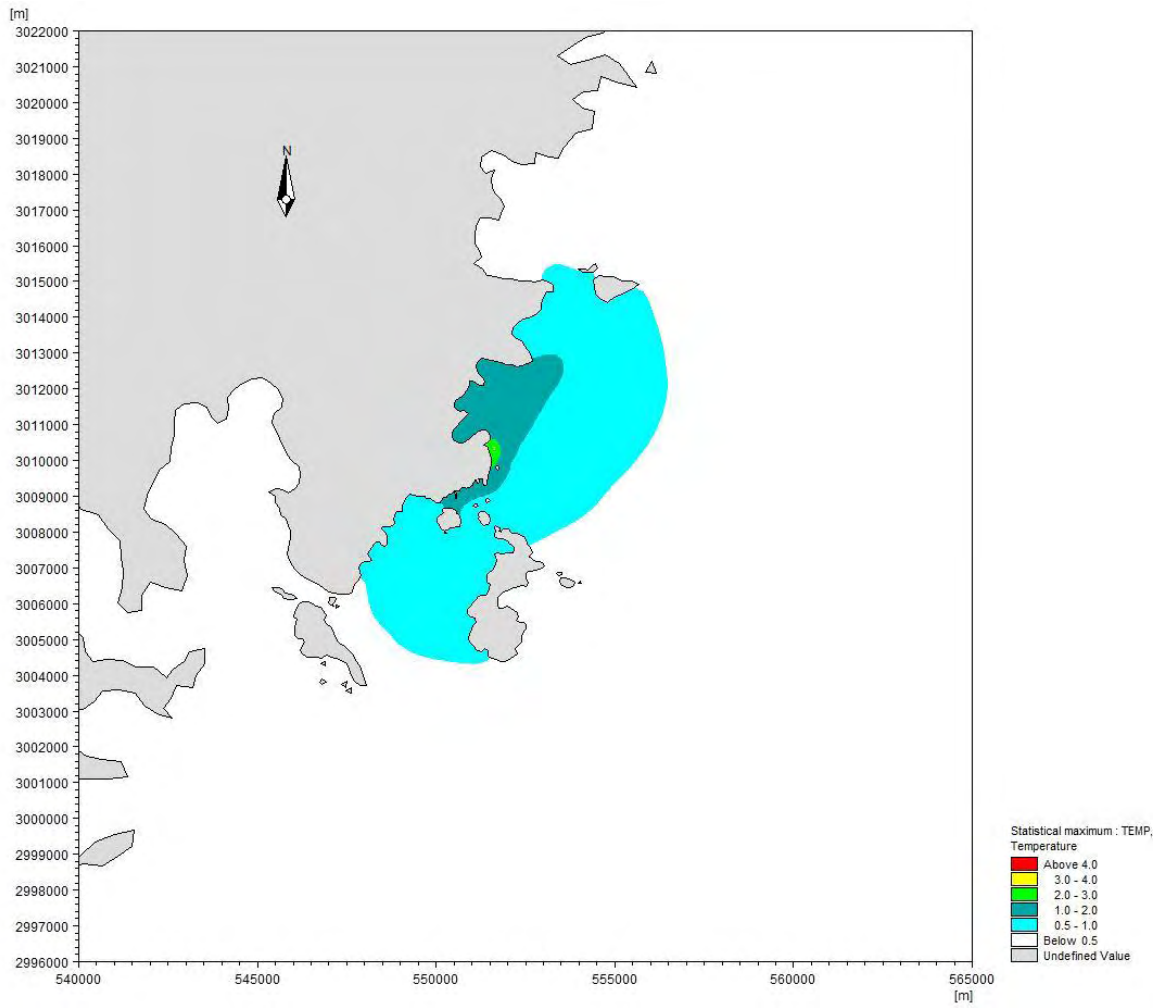 [m]
3022000
3021000
3020000
3019000
3018000
3017000
3016000
3015000
3014000
3013000
3012000
3011000
3010000
3009000
3008000
3007000
3006000
3005000
3004000
3003000
3002000
3001000
3000000
2999000
2998000
2997000
2996000
N
540000 545000 550000 555000 560000 565000
[m]
Statistical maximum : TEMP,
Temperature
Above 4.0
3.0 - 4.0
2.0 - 3.0
1.0 - 2.0
0.5 - 1.0
Below 0.5
Undefined Value